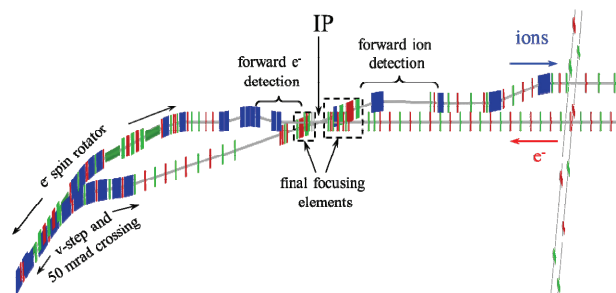 IP
forward e⁻
detection
forward ion
detection
ions
e⁻ spin rotator
e⁻
final focusing
elements
v-step and
50 mrad crossing